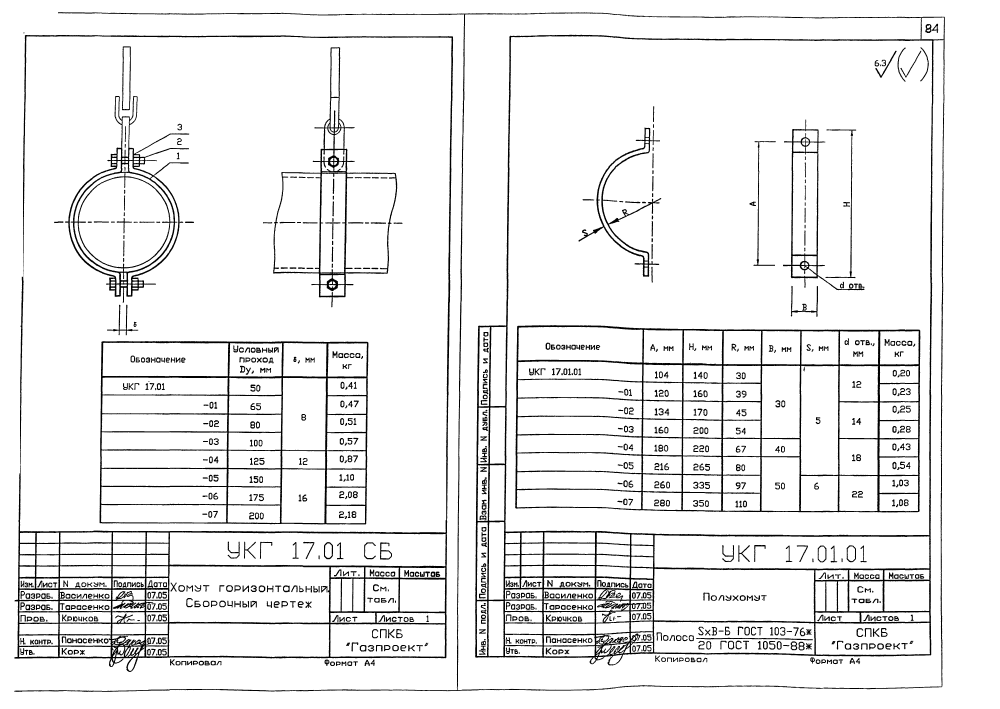 84
3
2
1
б
Обозначение | Условный проход Dу, мм | б, мм | Масса, кг
УКГ 17.01 | 50 | 8 | 0,41
-01 | 65 | 0,47
-02 | 80 | 0,51
-03 | 100 | 0,57
-04 | 125 | 12 | 0,87
-05 | 150 | 16 | 1,10
-06 | 175 | 2,08
-07 | 200 | 2,18
УКГ 17.01 СБ
Хомут горизонтальный.
Сборочный чертеж
Лит. Масса Масштаб
См.
табл.
Лист Листов 1
СПКБ
"Газпроект"
Изм. Лист N докум. Подпись Дата
Разраб. Василенко 07.05
Разраб. Тарасенко 07.05
Пров. Крючков 07.05
Н. контр. Панасенко 07.05
Утв. Корж 07.05
Копировал Формат А4
6.3
A
H
R
S
B
d отв.
Обозначение | A, мм | H, мм | R, мм | B, мм | S, мм | d отв., мм | Масса, кг
УКГ 17.01.01 | 104 | 140 | 30 | 30 | 5 | 12 | 0,20
-01 | 120 | 160 | 39 | 0,23
-02 | 134 | 170 | 45 | 14 | 0,25
-03 | 160 | 200 | 54 | 0,28
-04 | 180 | 220 | 67 | 40 | 18 | 0,43
-05 | 216 | 265 | 80 | 50 | 0,54
-06 | 260 | 335 | 97 | 6 | 22 | 1,03
-07 | 280 | 350 | 110 | 1,08
Инв. N подл. Подпись и дата Взам инв. N Инв. N дубл. Подпись и дата
УКГ 17.01.01
Полухомут
Лит. Масса Масштаб
См.
табл.
Лист Листов 1
Полоса SxB-Б ГОСТ 103-76ж
20 ГОСТ 1050-88ж
СПКБ
"Газпроект"
Изм. Лист N докум. Подпись Дата
Разраб. Василенко 07.05
Разраб. Тарасенко 07.05
Пров. Крючков 07.05
Н. контр. Панасенко 07.05
Утв. Корж 07.05
Копировал Формат А4